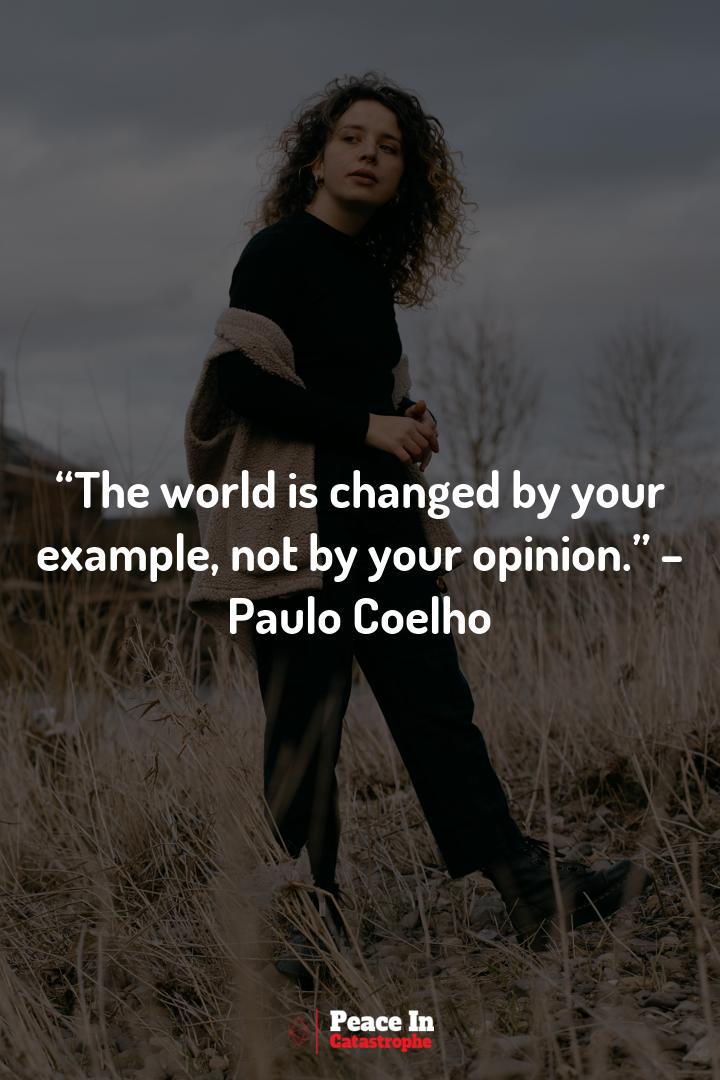 “The world is changed by your
example, not by your opinion.” –
Paulo Coelho
Peace In
Catastrophe